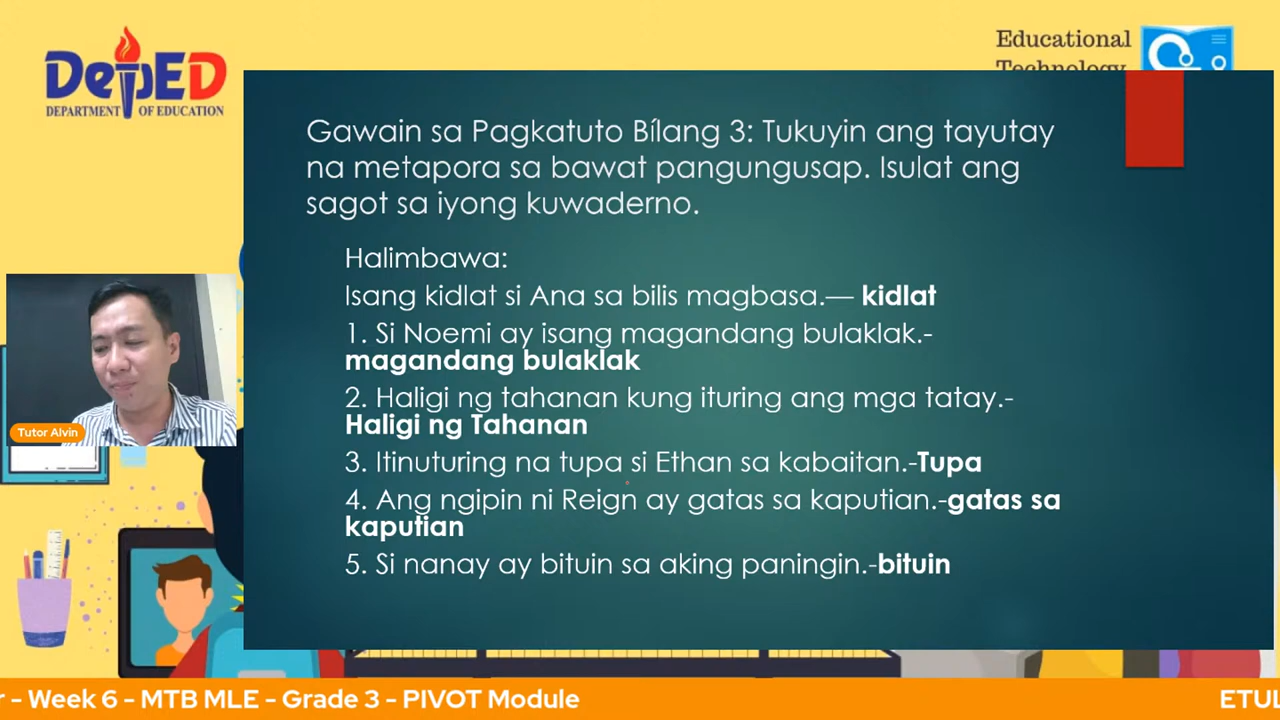 DepED
DEPARTMENT OF EDUCATION
Educational
Technology
Gawain sa Pagkatuto Bílang 3: Tukuyin ang tayutay
na metapora sa bawat pangungusap. Isulat ang
sagot sa iyong kuwaderno.
Halimbawa:
Isang kidlat si Ana sa bilis magbasa.— kidlat
1. Si Noemi ay isang magandang bulaklak.-
magandang bulaklak
2. Haligi ng tahanan kung ituring ang mga tatay.-
Haligi ng Tahanan
3. Itinuturing na tupa si Ethan sa kabaitan.-Tupa
4. Ang ngipin ni Reign ay gatas sa kaputian.-gatas sa
kaputian
5. Si nanay ay bituin sa aking paningin.-bituin
Tutor Alvin
r - Week 6 - MTB MLE - Grade 3 - PIVOT Module
ETUL